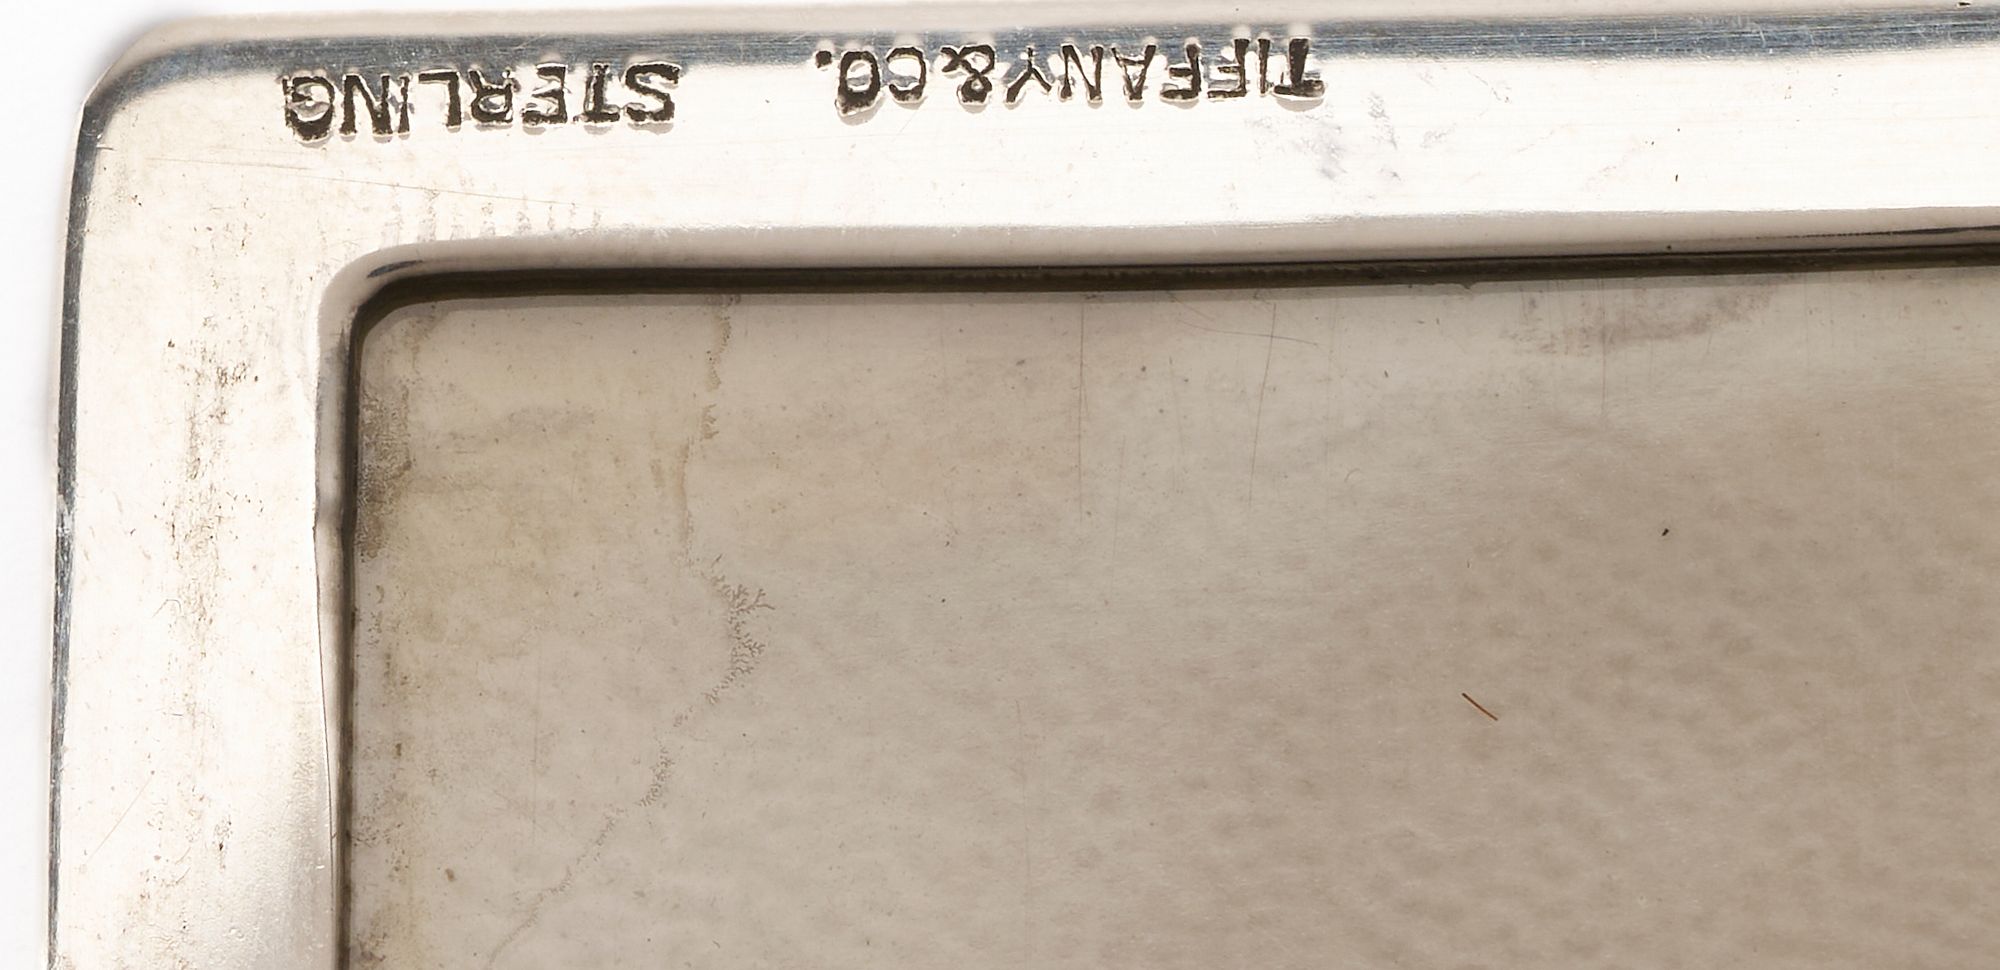 TIFFANY & CO. STERLING